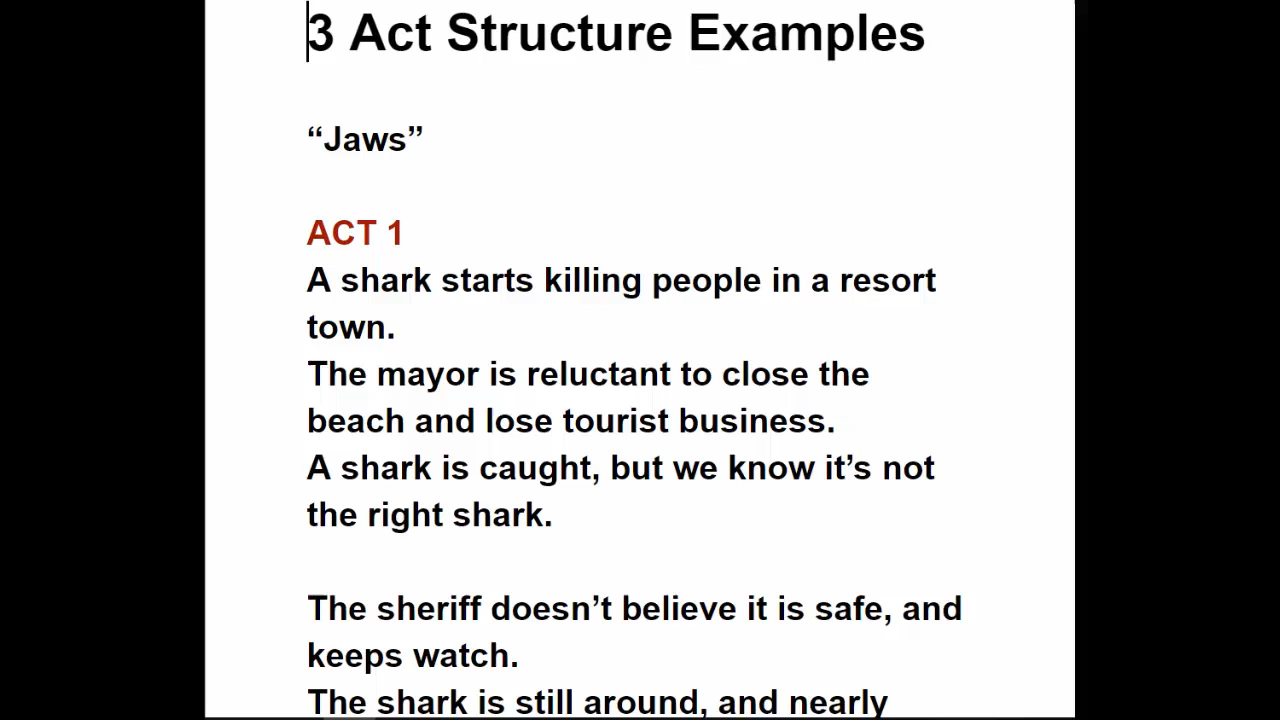 3 Act Structure Examples
“Jaws”
ACT 1
A shark starts killing people in a resort
town.
The mayor is reluctant to close the
beach and lose tourist business.
A shark is caught, but we know it’s not
the right shark.
The sheriff doesn’t believe it is safe, and
keeps watch.
The shark is still around, and nearly